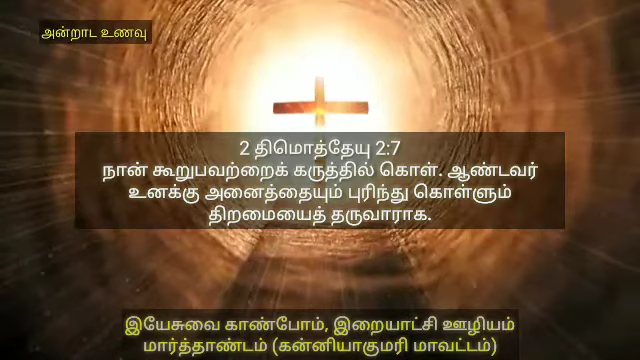 அன்றாட உணவு
2 திமொத்தேயு 2:7
நான் கூறுபவற்றைக் கருத்தில் கொள். ஆண்டவர்
உனக்கு அனைத்தையும் புரிந்து கொள்ளும்
திறமையைத் தருவாராக.
இயேசுவை காண்போம், இறையாட்சி ஊழியம்
மார்த்தாண்டம் (கன்னியாகுமரி மாவட்டம்)